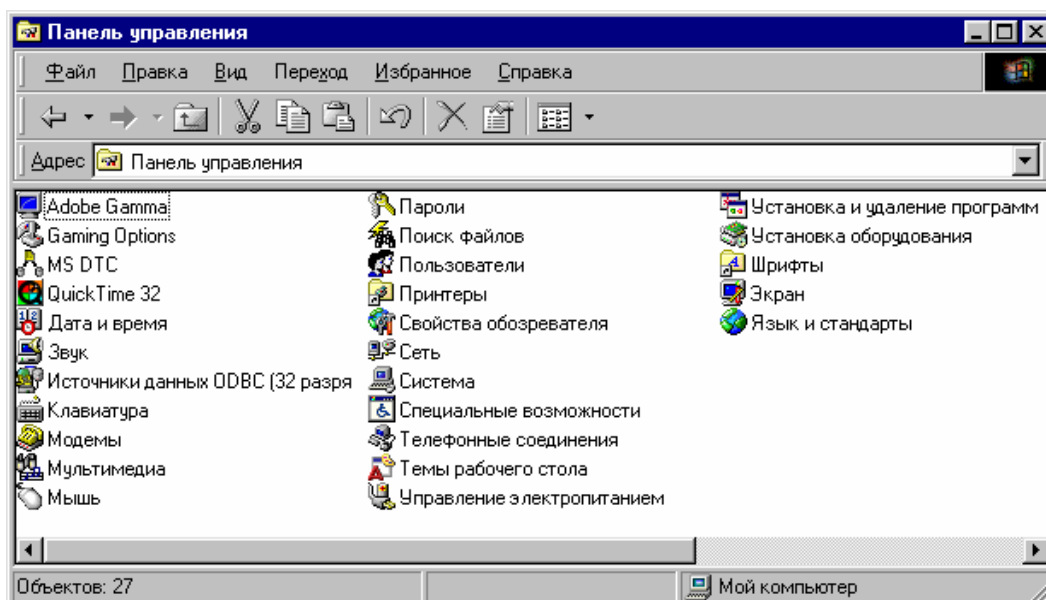 Панель управления
Файл Правка Вид Переход Избранное Справка
Адрес Панель управления
Adobe Gamma
Gaming Options
MS DTC
QuickTime 32
Дата и время
Звук
Источники данных ODBC (32 разря
Клавиатура
Модемы
Мультимедиа
Мышь
Пароли
Поиск файлов
Пользователи
Принтеры
Свойства обозревателя
Сеть
Система
Специальные возможности
Телефонные соединения
Темы рабочего стола
Управление электропитанием
Установка и удаление программ
Установка оборудования
Шрифты
Экран
Язык и стандарты
Объектов: 27
Мой компьютер